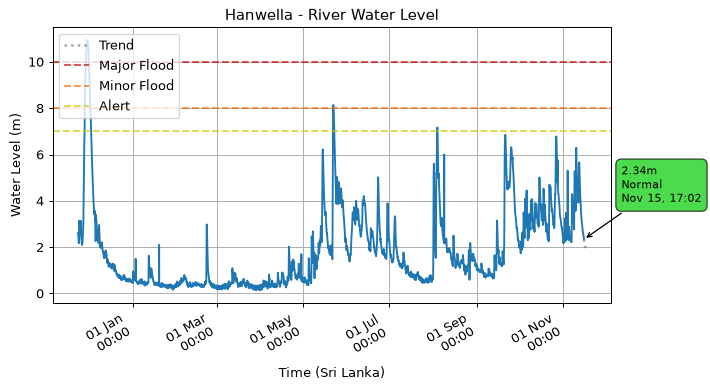 Hanwella - River Water Level
Trend
Major Flood
Minor Flood
Alert
10
8
6
4
2
0
Water Level (m)
2.34m
Normal
Nov 15, 17:02
01 Jan
00:00
01 Mar
00:00
01 May
00:00
01 Jul
00:00
01 Sep
00:00
01 Nov
00:00
Time (Sri Lanka)